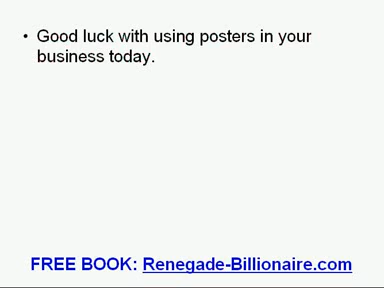 • Good luck with using posters in your
business today.
FREE BOOK: Renegade-Billionaire.com